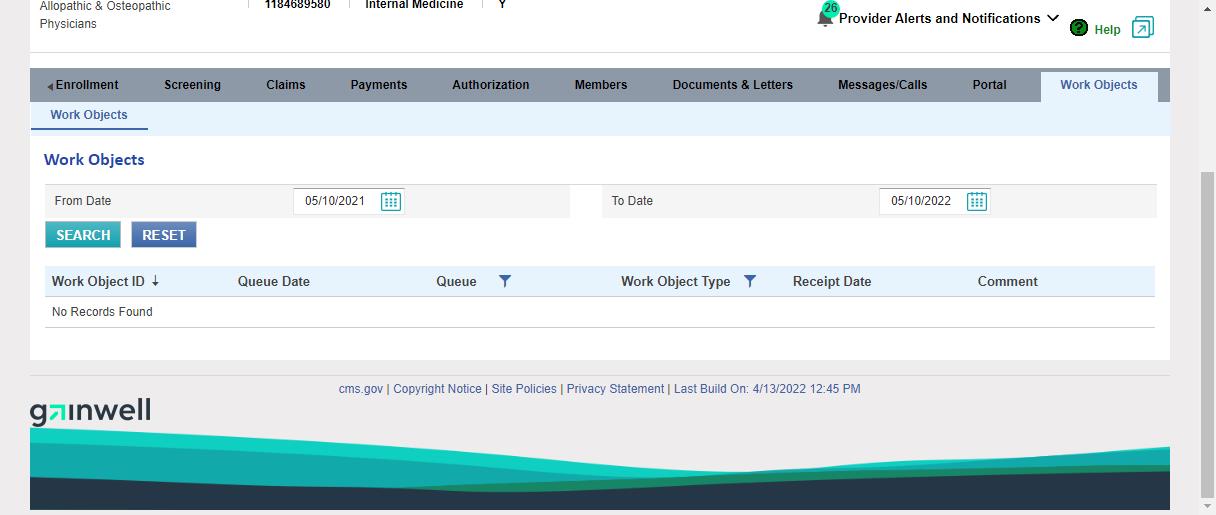 Allopathic & Osteopathic
Physicians
1184689580 Internal Medicine Y
26
Provider Alerts and Notifications
? Help
Enrollment Screening Claims Payments Authorization Members Documents & Letters Messages/Calls Portal Work Objects
Work Objects
Work Objects
From Date 05/10/2021 To Date 05/10/2022
SEARCH RESET
Work Object ID Queue Date Queue Work Object Type Receipt Date Comment
No Records Found
cms.gov | Copyright Notice | Site Policies | Privacy Statement | Last Build On: 4/13/2022 12:45 PM
gainwell